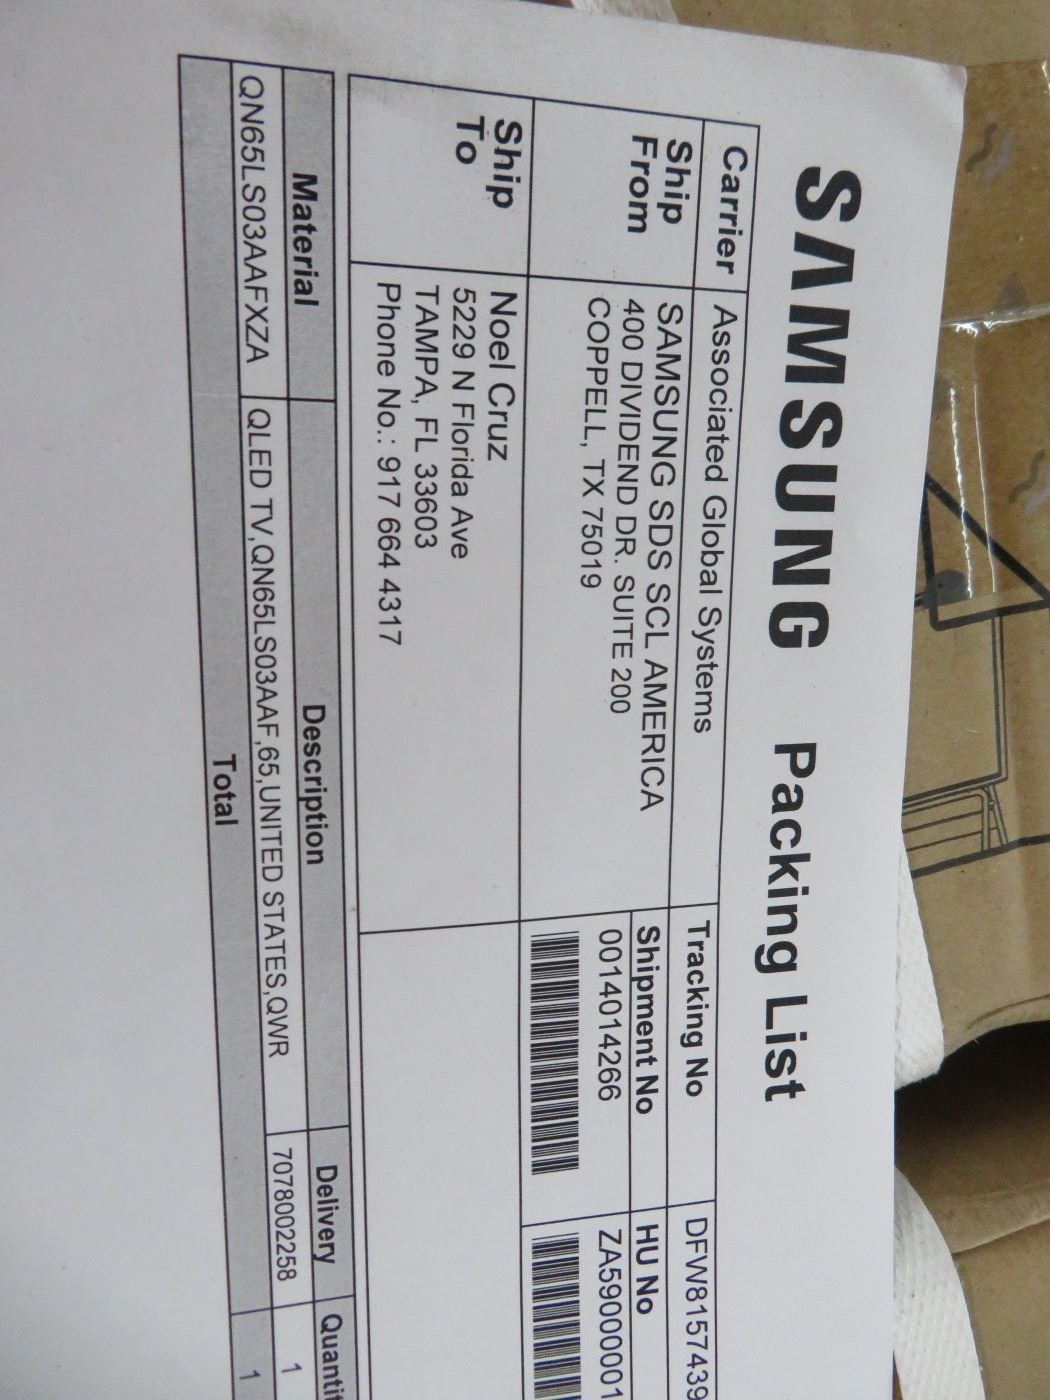 SAMSUNG Packing List
Carrier Associated Global Systems Tracking No DFW8157439
Ship From SAMSUNG SDS SCL AMERICA Shipment No HU No
400 DIVIDEND DR. SUITE 200 0014014266 ZA59000001
COPPELL, TX 75019
Ship To Noel Cruz
5229 N Florida Ave
TAMPA, FL 33603
Phone No.: 917 664 4317
Material Description Delivery Quantit
QN65LS03AAFXZA QLED TV,QN65LS03AAF,65,UNITED STATES,QWR 7078002258 1
Total 1